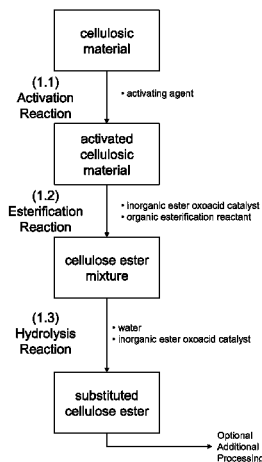 cellulosic
material
(1.1)
Activation
Reaction
• activating agent
activated
cellulosic
material
(1.2)
Esterification
Reaction
• inorganic ester oxoacid catalyst
• organic esterification reactant
cellulose ester
mixture
(1.3)
Hydrolysis
Reaction
• water
• inorganic ester oxoacid catalyst
substituted
cellulose ester
Optional
Additional
Processing